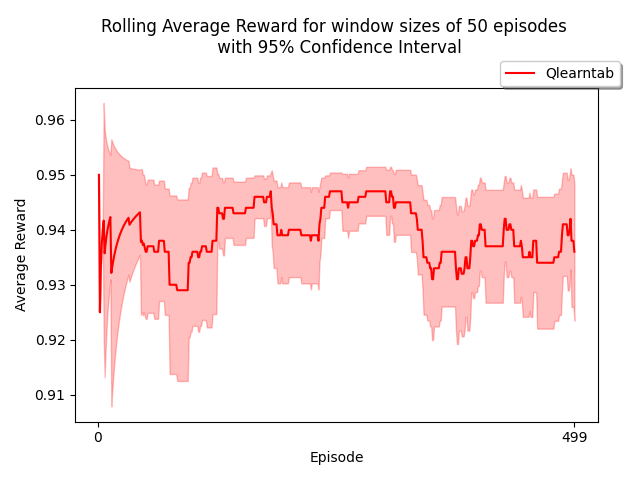 Rolling Average Reward for window sizes of 50 episodes
with 95% Confidence Interval
Qlearntab
0.96
0.95
0.94
0.93
0.92
0.91
Average Reward
0
499
Episode